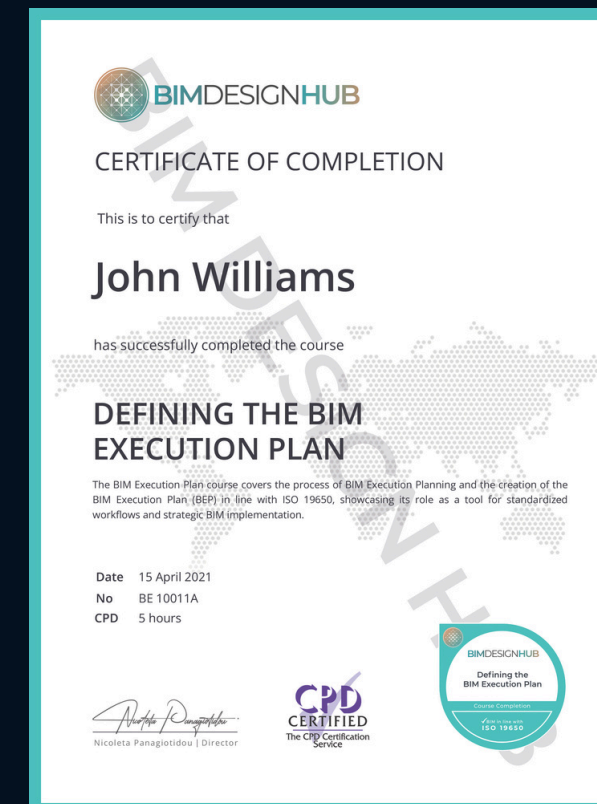 BIMDESIGNHUB
CERTIFICATE OF COMPLETION
This is to certify that
John Williams
has successfully completed the course
DEFINING THE BIM
EXECUTION PLAN
The BIM Execution Plan course covers the process of BIM Execution Planning and the creation of the
BIM Execution Plan (BEP) in line with ISO 19650, showcasing its role as a tool for standardized
workflows and strategic BIM implementation.
Date 15 April 2021
No BE 10011A
CPD 5 hours
Nicoleta Panagiotidou
Nicoleta Panagiotidou | Director
CPD
CERTIFIED
The CPD Certification
Service
BIMDESIGNHUB
Defining the
BIM Execution Plan
Course Completion
✓BIM in line with
ISO 19650
BIM DESIGN HUB